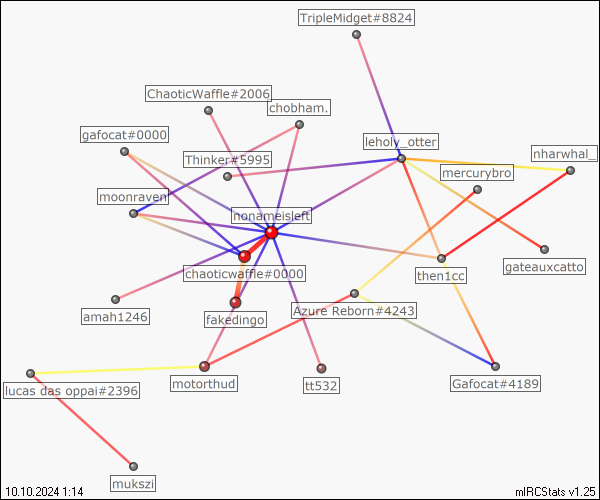 TripleMidget#8824
ChaoticWaffle#2006
chobham.
gafocat#0000
leholy_otter
nharwhal_
Thinker#5995
mercurybro
moonraven
nonameisleft
chaoticwaffle#0000
then1cc
gateauxcatto
amah1246
fakedingo
Azure Reborn#4243
lucas das oppai#2396
motorthud
tt532
Gafocat#4189
mukszi
10.10.2024 1:14
mIRCStats v1.25